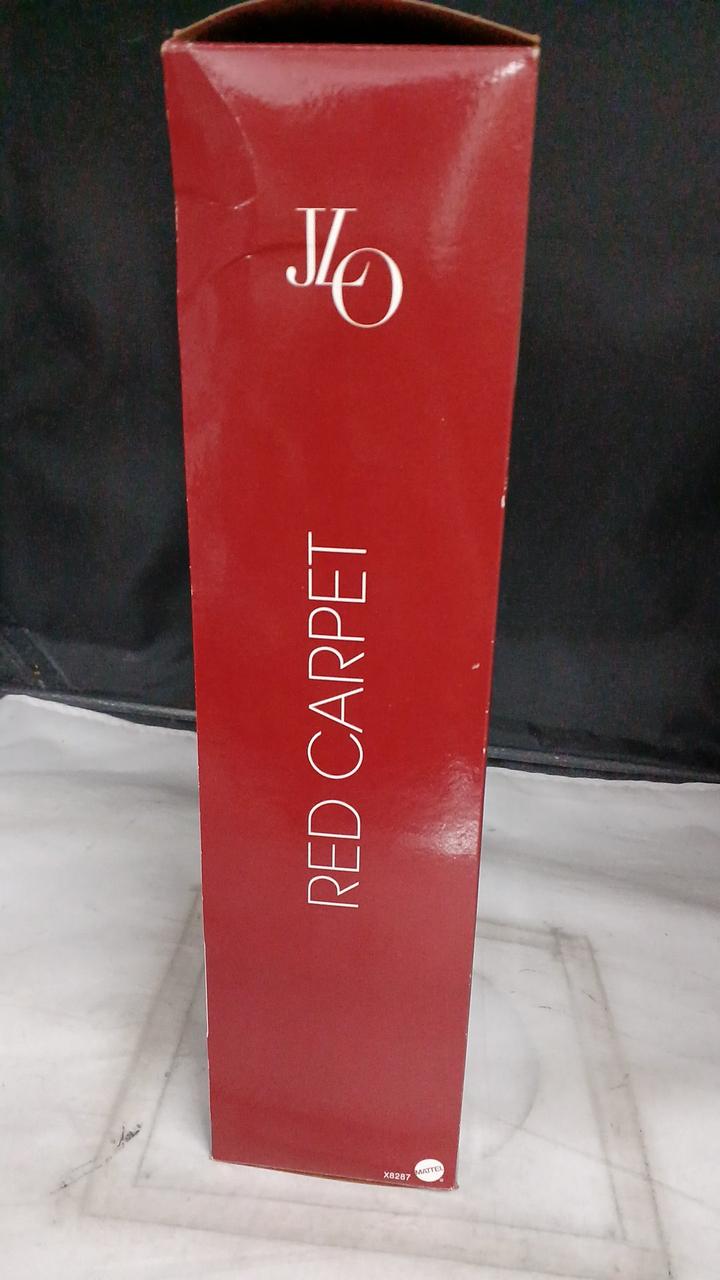 JLO
RED CARPET
X8287
MATTEL